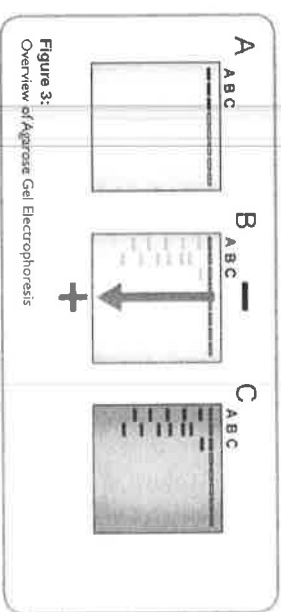 A
A B C
B
A B C
C
A B C
Figure 3:
Overview of Agarose Gel Electrophoresis